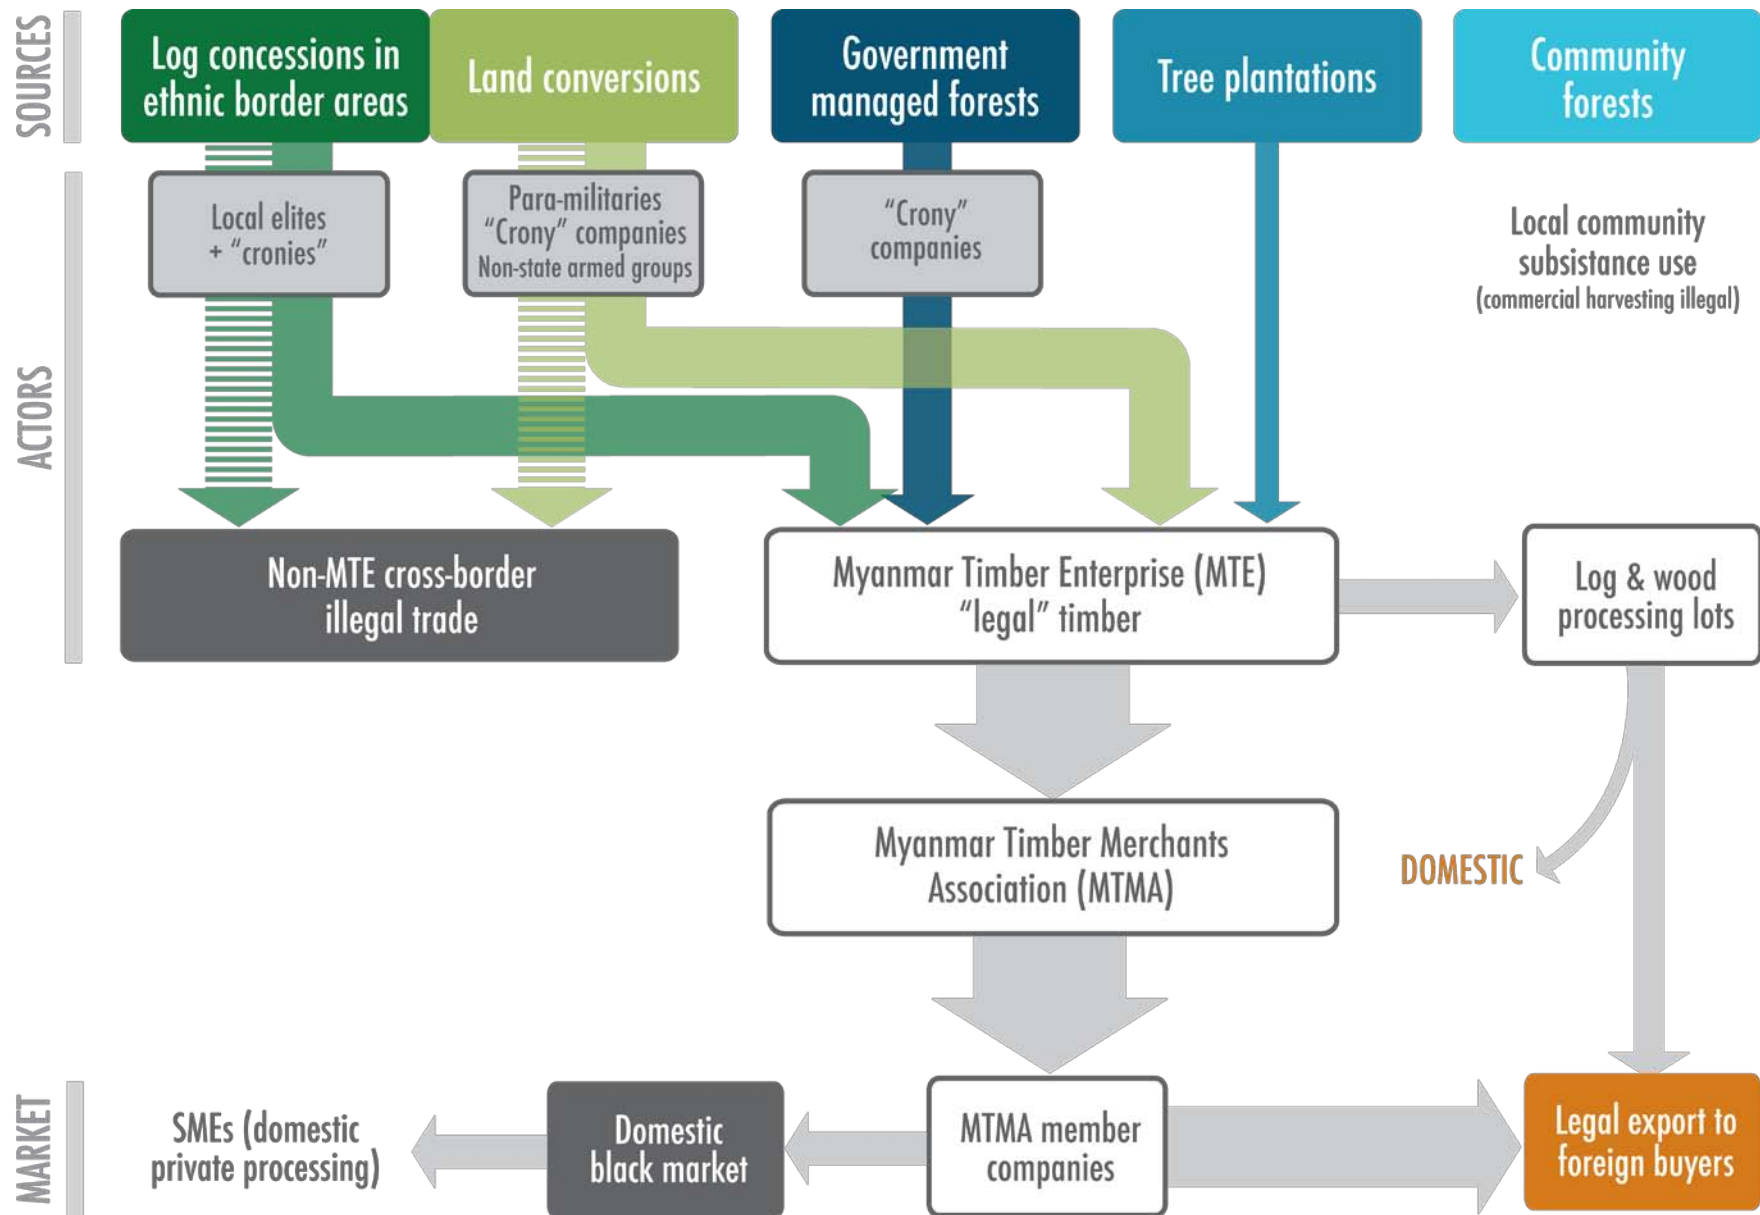 SOURCES
Log concessions in
ethnic border areas
Land conversions
Government
managed forests
Tree plantations
Community
forests
ACTORS
Local elites
+ “cronies”
Para-militaries
“Crony” companies
Non-state armed groups
“Crony”
companies
Local community
subsistance use
(commercial harvesting illegal)
Non-MTE cross-border
illegal trade
Myanmar Timber Enterprise (MTE)
“legal” timber
Log & wood
processing lots
Myanmar Timber Merchants
Association (MTMA)
DOMESTIC
MARKET
SMEs (domestic
private processing)
Domestic
black market
MTMA member
companies
Legal export to
foreign buyers